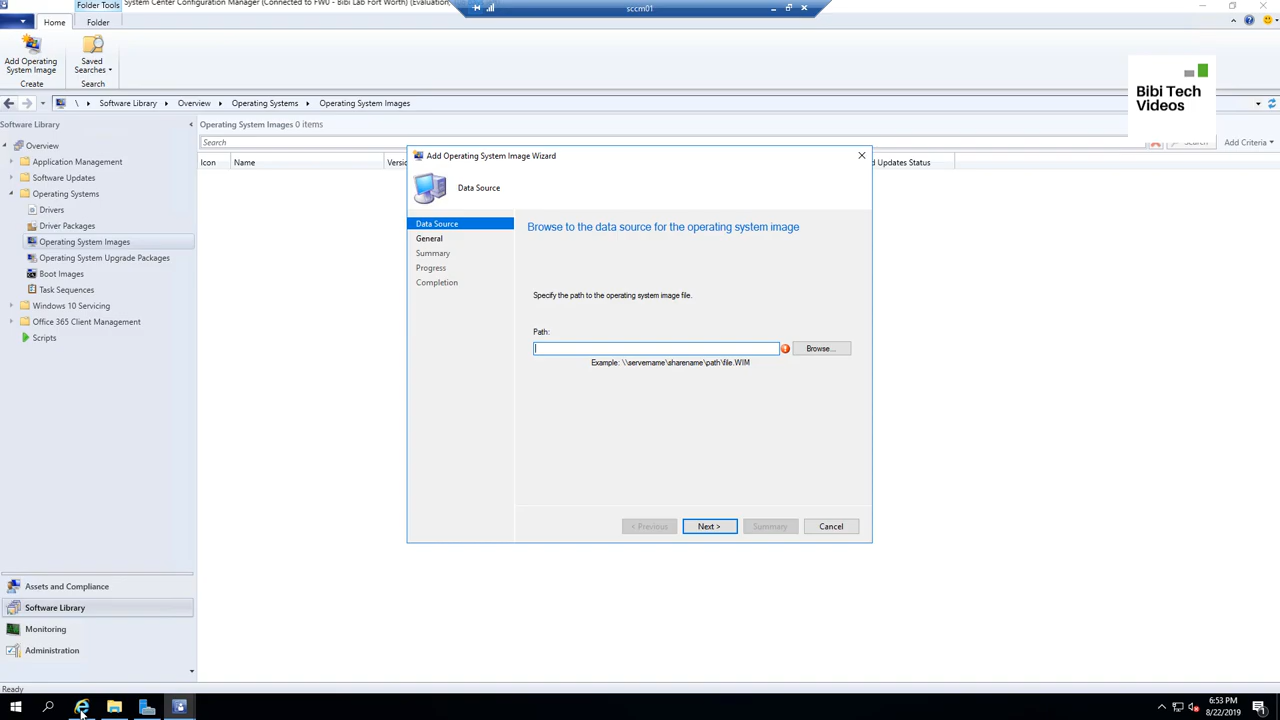 Folder Tools
System Center Configuration Manager (Connected to FW0 - Bibi Lab Fort Worth) (Evaluation
sccm01
Home
Folder
Add Operating
System Image
Saved
Searches
Create
Search
\ Software Library Overview Operating Systems Operating System Images
Bibi Tech
Videos
Software Library
Operating System Images 0 items
Search
Search
Add Criteria
Icon
Name
Updates Status
Overview
Application Management
Software Updates
Operating Systems
Drivers
Driver Packages
Operating System Images
Operating System Upgrade Packages
Boot Images
Task Sequences
Windows 10 Servicing
Office 365 Client Management
Scripts
Add Operating System Image Wizard
Data Source
Data Source
General
Summary
Progress
Completion
Browse to the data source for the operating system image
Specify the path to the operating system image file.
Path:
Browse...
Example: \\servername\sharename\path\file.WIM
< Previous
Next >
Summary
Cancel
Assets and Compliance
Software Library
Monitoring
Administration
Ready
6:53 PM
8/22/2019
1